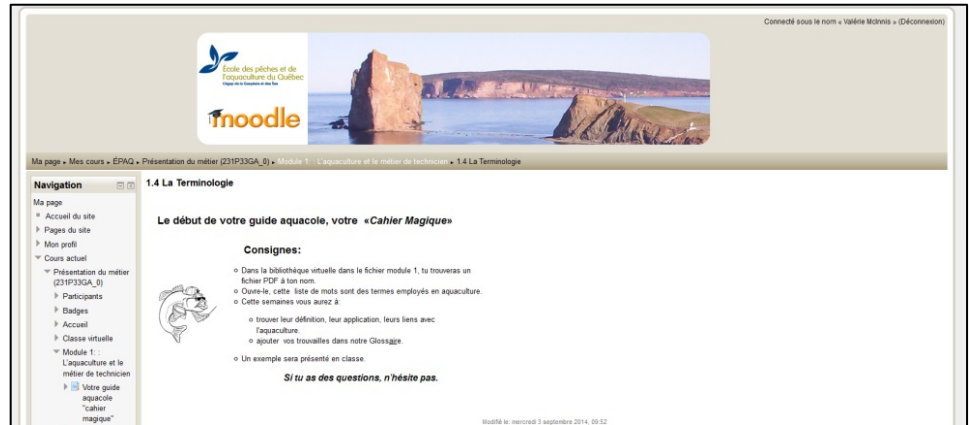 Connecté sous le nom « Valérie McInnis » (Déconnexion)
École des pêches et de
l'aquaculture du Québec
Cégep de la Gaspésie et des Îles
moodle
Ma page ▸ Mes cours ▸ ÉPAQ ▸ Présentation du métier (231P33GA_0) ▸ Module 1: : L'aquaculture et le métier de technicien ▸ 1.4 La Terminologie
Navigation
Ma page
Accueil du site
Pages du site
Mon profil
Cours actuel
Présentation du métier
(231P33GA_0)
Participants
Badges
Accueil
Classe virtuelle
Module 1: :
L'aquaculture et le
métier de technicien
Votre guide
aquacole
"cahier
magique"
1.4 La Terminologie
Le début de votre guide aquacole, votre «Cahier Magique»
Consignes:
Dans la bibliothèque virtuelle dans le fichier module 1, tu trouveras un
fichier PDF à ton nom.
Ouvre-le, cette liste de mots sont des termes employés en aquaculture.
Cette semaines vous aurez à:
trouver leur définition, leur application, leurs liens avec
l'aquaculture.
ajouter vos trouvailles dans notre Glossaire.
Un exemple sera présenté en classe.
Si tu as des questions, n'hésite pas.
Modifié le: mercredi 3 septembre 2014, 09:52